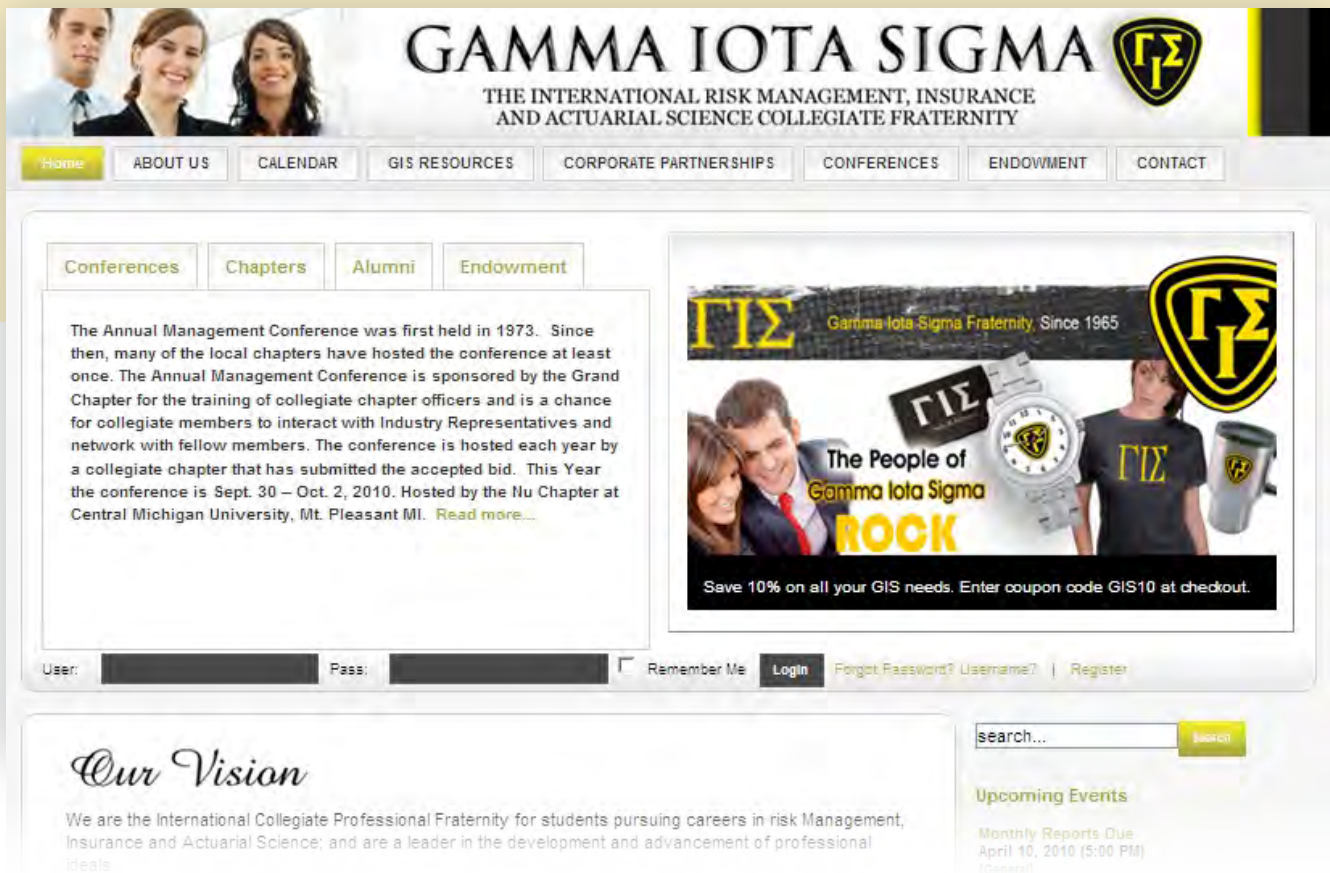 GAMMA IOTA SIGMA
ΓΙΣ
THE INTERNATIONAL RISK MANAGEMENT, INSURANCE
AND ACTUARIAL SCIENCE COLLEGIATE FRATERNITY
Home ABOUT US CALENDAR GIS RESOURCES CORPORATE PARTNERSHIPS CONFERENCES ENDOWMENT CONTACT
Conferences Chapters Alumni Endowment
The Annual Management Conference was first held in 1973. Since
then, many of the local chapters have hosted the conference at least
once. The Annual Management Conference is sponsored by the Grand
Chapter for the training of collegiate chapter officers and is a chance
for collegiate members to interact with Industry Representatives and
network with fellow members. The conference is hosted each year by
a collegiate chapter that has submitted the accepted bid. This Year
the conference is Sept. 30 – Oct. 2, 2010. Hosted by the Nu Chapter at
Central Michigan University, Mt. Pleasant MI. Read more...
ΓΙΣ Gamma Iota Sigma Fraternity, Since 1965 ΓΙΣ
ΓΙΣ
ΓΙΣ
The People of
Gamma Iota Sigma
ROCK
Save 10% on all your GIS needs. Enter coupon code GIS10 at checkout.
User: Pass: Remember Me Login Forgot Password? Username? | Register
Our Vision
We are the International Collegiate Professional Fraternity for students pursuing careers in risk Management,
Insurance and Actuarial Science; and are a leader in the development and advancement of professional
ideals
search... Search
Upcoming Events
Monthly Reports Due
April 10, 2010 (5:00 PM)
(General)